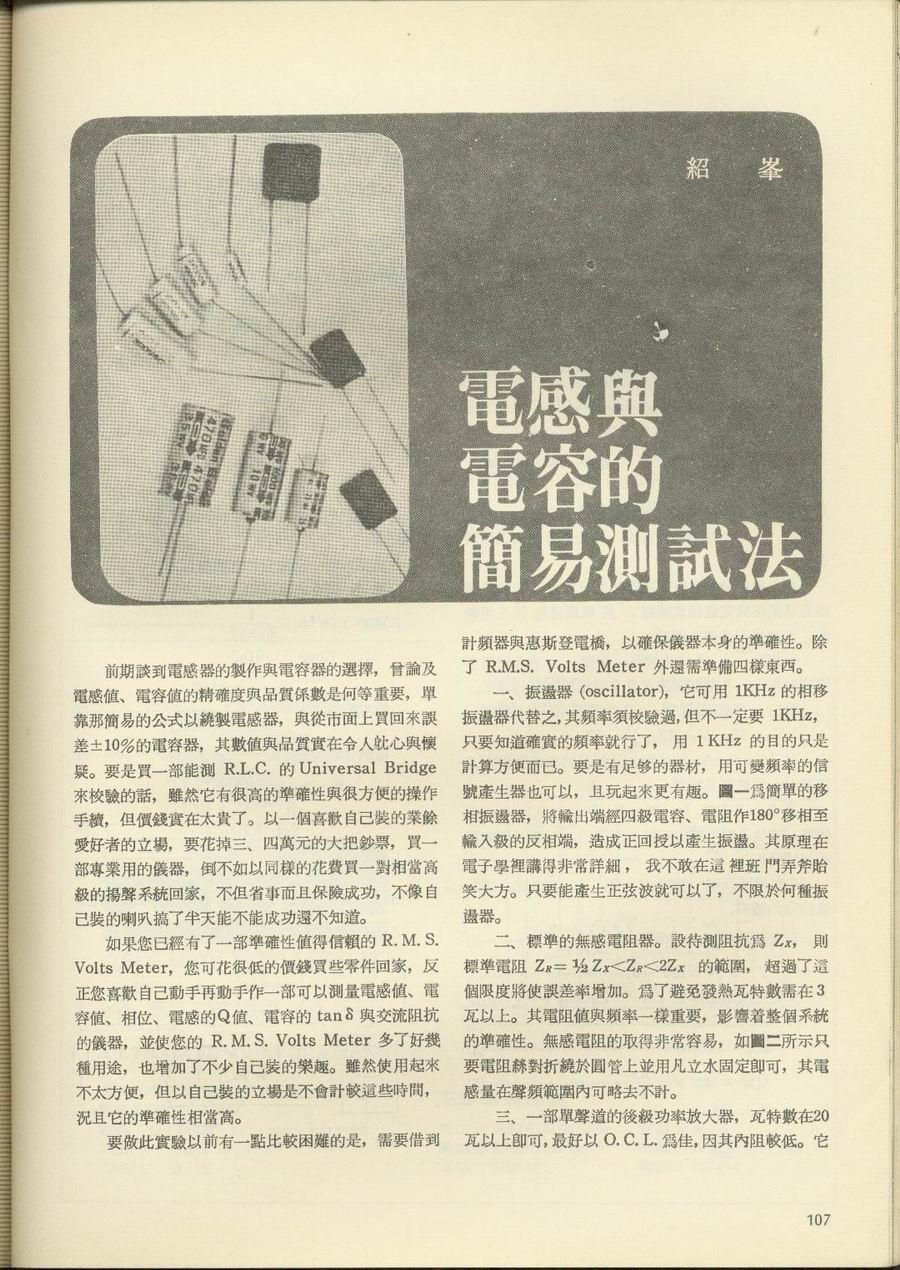 紹 峯
電感與
電容的
簡易測試法
470
470
前期談到電感器的製作與電容器的選擇，曾論及
電感值、電容值的精確度與品質係數是何等重要，單
靠那簡易的公式以繞製電感器，與從市面上買回來誤
差±10%的電容器，其數值與品質實在令人躭心與懷
疑。要是買一部能測 R.L.C. 的 Universal Bridge
來校驗的話，雖然它有很高的準確性與很方便的操作
手續，但價錢實在太貴了。以一個喜歡自己裝的業餘
愛好者的立場，要花掉三、四萬元的大把鈔票，買一
部專業用的儀器，倒不如以同樣的花費買一對相當高
級的揚聲系統回家，不但省事而且保險成功，不像自
己裝的喇叭搞了半天能不能成功還不知道。
如果您已經有了一部準確性值得信賴的 R. M. S.
Volts Meter，您可花很低的價錢買些零件回家，反
正您喜歡自己動手再動手作一部可以測量電感值、電
容值、相位、電感的Q值、電容的 tan δ 與交流阻抗
的儀器，並使您的 R. M. S. Volts Meter 多了好幾
種用途，也增加了不少自己裝的樂趣。雖然使用起來
不太方便，但以自己裝的立場是不會計較這些時間，
況且它的準確性相當高。
要做此實驗以前有一點比較困難的是，需要借到
計頻器與惠斯登電橋，以確保儀器本身的準確性。除
了 R.M.S. Volts Meter 外還需準備四樣東西。
一、振盪器 (oscillator)，它可用 1KHz 的相移
振盪器代替之，其頻率須校驗過，但不一定要 1KHz，
只要知道確實的頻率就行了， 用 1 KHz 的目的只是
計算方便而已。要是有足够的器材，用可變頻率的信
號產生器也可以，且玩起來更有趣。圖一爲簡單的移
相振盪器，將輸出端經四級電容、電阻作180°移相至
輸入級的反相端，造成正回授以產生振盪。其原理在
電子學裡講得非常詳細， 我不敢在這 裡班 門弄斧貽
笑大方。只要能產生正弦波就可以了，不限於何種振
盪器。
二、標準的無感電阻器。設待測阻抗爲 Zx， 則
標準電阻 ZR= ½ Zx<ZR<2Zx 的範圍， 超過了這
個限度將使誤差率增加。爲了避免發熱瓦特數需在 3
瓦以上。其電阻值與頻率一樣重要，影響着整個系統
的準確性。無感電阻的取得非常容易，如圖二所示只
要電阻絲對折繞於圓管上並用凡立水固定卽可，其電
感量在聲頻範圍內可略去不計。
三、一部單聲道的後級功率放大器，瓦特數在20
瓦以上卽可，最好以 O. C. L. 爲佳，因其內阻較低。它
107